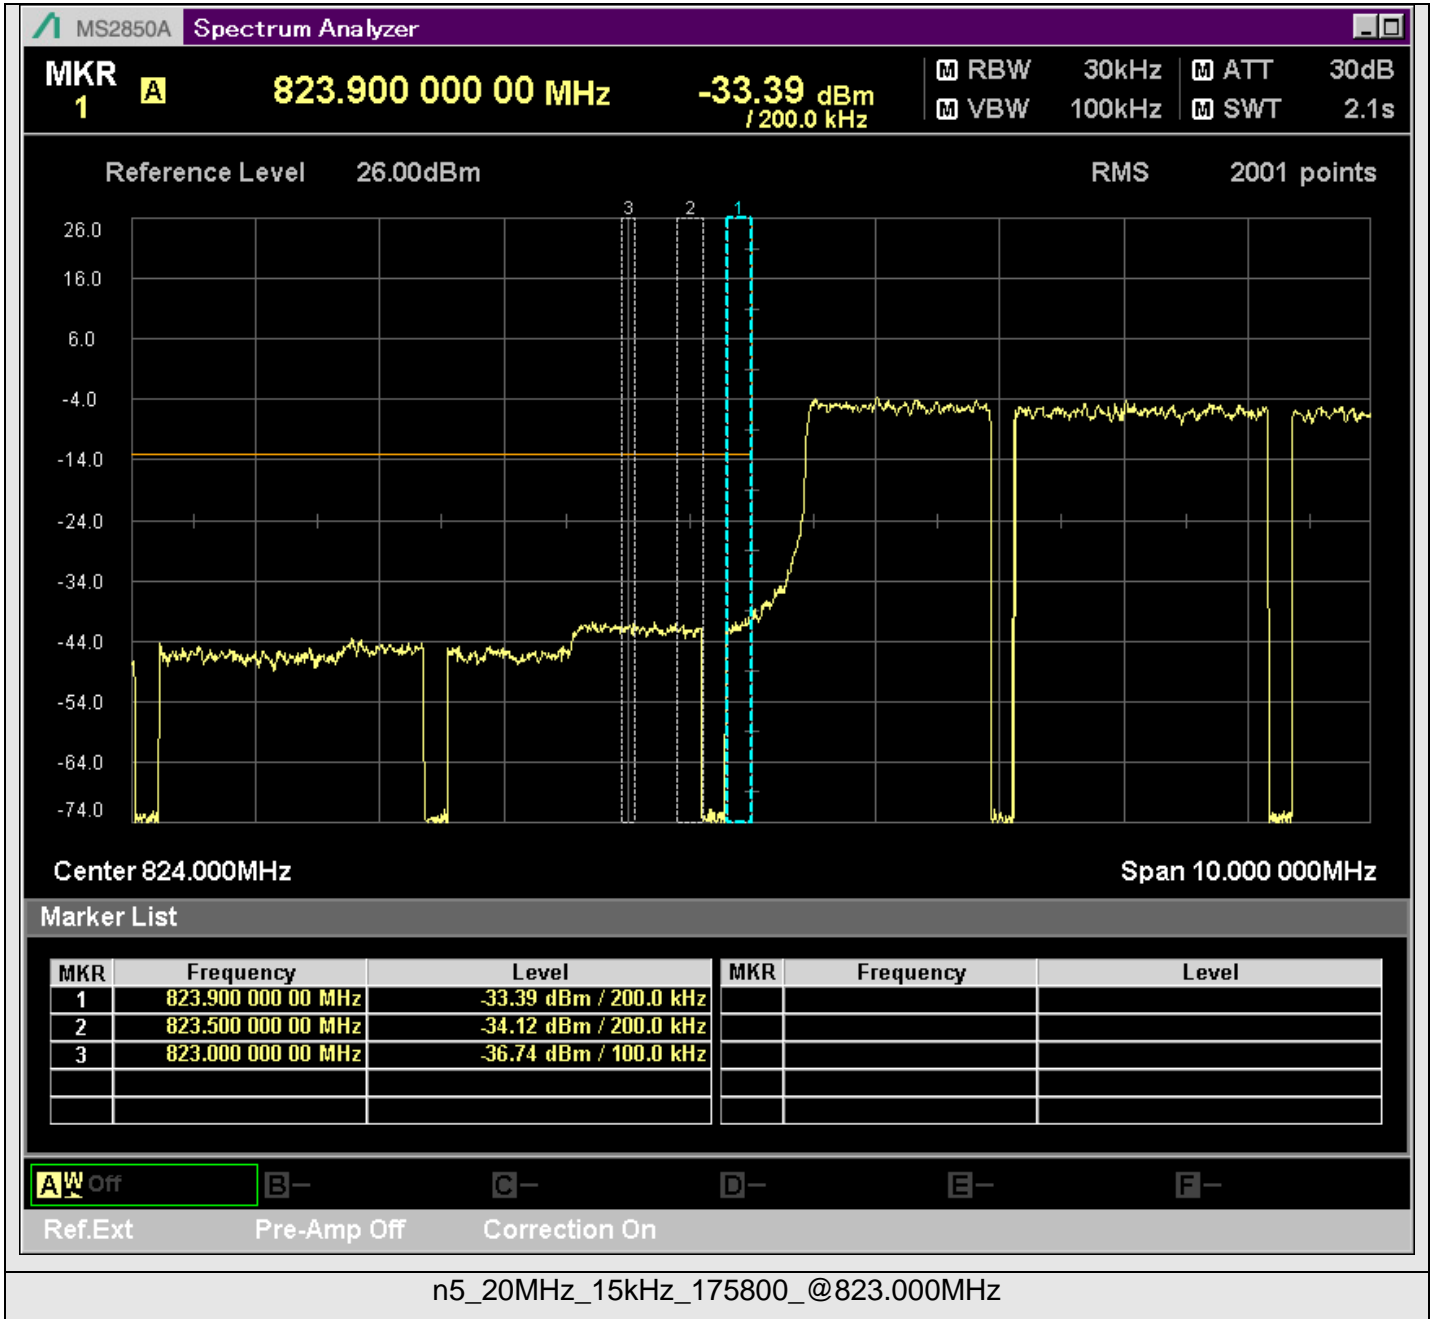 MS2850A Spectrum Analyzer
MKR 1 A 823.900 000 00 MHz -33.39 dBm / 200.0 kHz
M RBW 30kHz M ATT 30dB
M VBW 100kHz M SWT 2.1s
Reference Level 26.00dBm RMS 2001 points
3 2 1
26.0
16.0
6.0
-4.0
-14.0
-24.0
-34.0
-44.0
-54.0
-64.0
-74.0
Center 824.000MHz Span 10.000 000MHz
Marker List
MKR Frequency Level MKR Frequency Level
1 823.900 000 00 MHz -33.39 dBm / 200.0 kHz
2 823.500 000 00 MHz -34.12 dBm / 200.0 kHz
3 823.000 000 00 MHz -36.74 dBm / 100.0 kHz
A W Off B - C - D - E - F -
Ref.Ext Pre-Amp Off Correction On
n5_20MHz_15kHz_175800_@823.000MHz